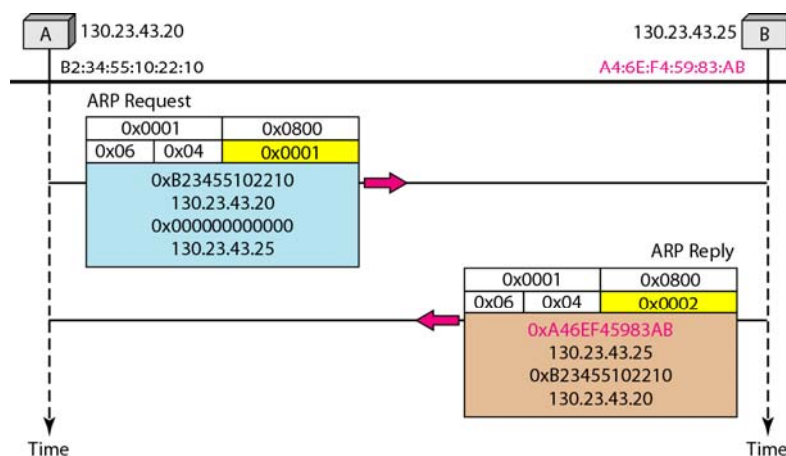 A 130.23.43.20 130.23.43.25 B
B2:34:55:10:22:10 A4:6E:F4:59:83:AB
ARP Request
0x0001 0x0800
0x06 0x04 0x0001
0xB23455102210
130.23.43.20
0x000000000000
130.23.43.25
ARP Reply
0x0001 0x0800
0x06 0x04 0x0002
0xA46EF45983AB
130.23.43.25
0xB23455102210
130.23.43.20
Time Time